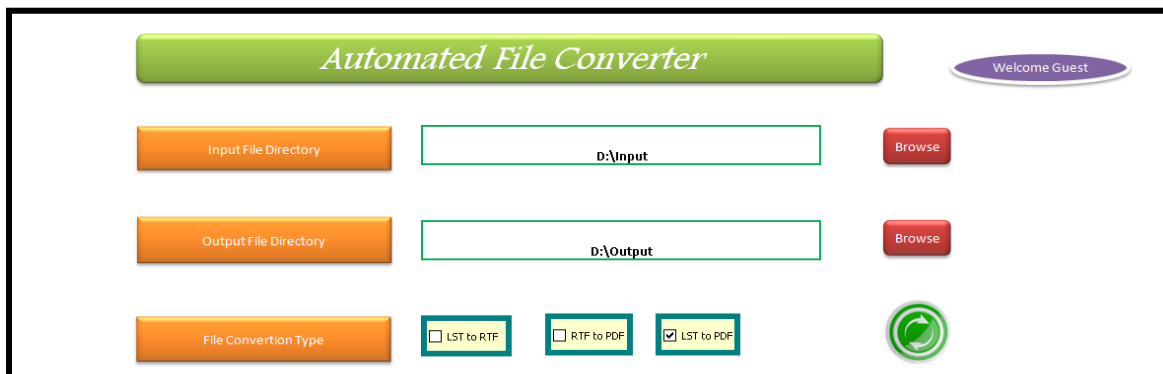 Automated File Converter
Welcome Guest
Input File Directory
D:\Input
Browse
Output File Directory
D:\Output
Browse
File Convertion Type
LST to RTF
RTF to PDF
LST to PDF